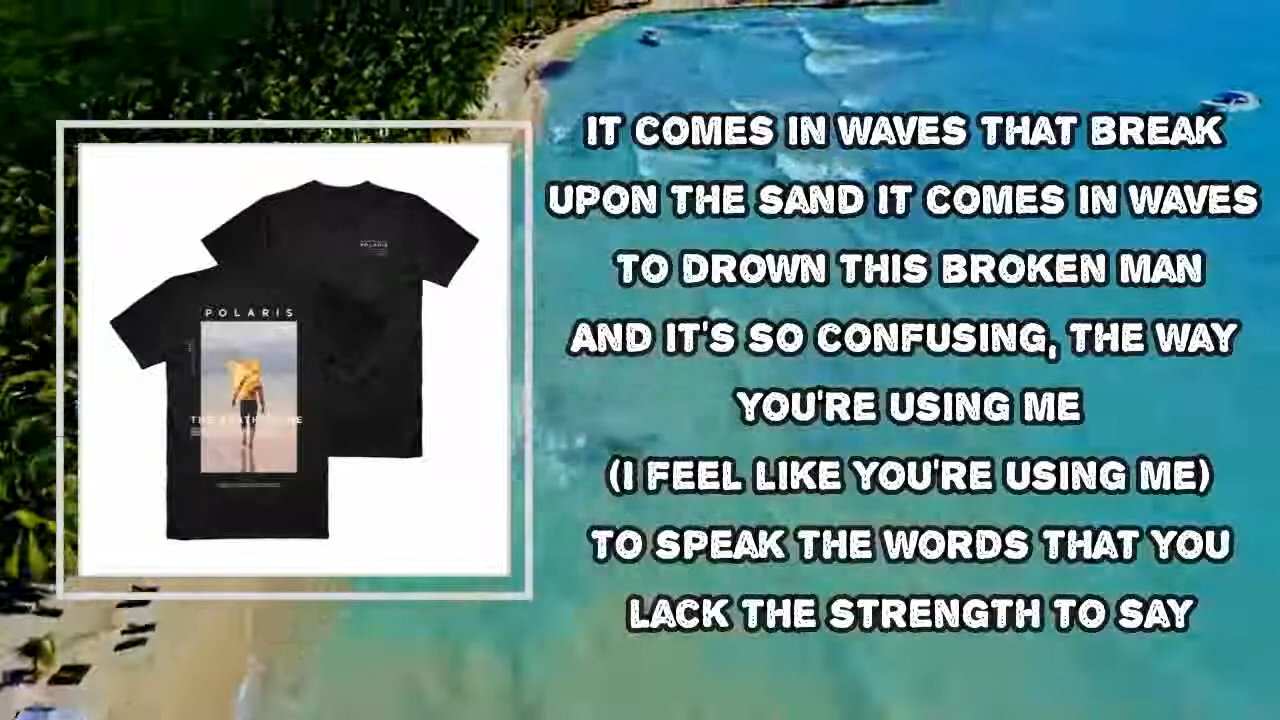 POLARIS
POLARIS
IT COMES IN WAVES THAT BREAK
UPON THE SAND IT COMES IN WAVES
TO DROWN THIS BROKEN MAN
AND IT'S SO CONFUSING, THE WAY
YOU'RE USING ME
(I FEEL LIKE YOU'RE USING ME)
TO SPEAK THE WORDS THAT YOU
LACK THE STRENGTH TO SAY